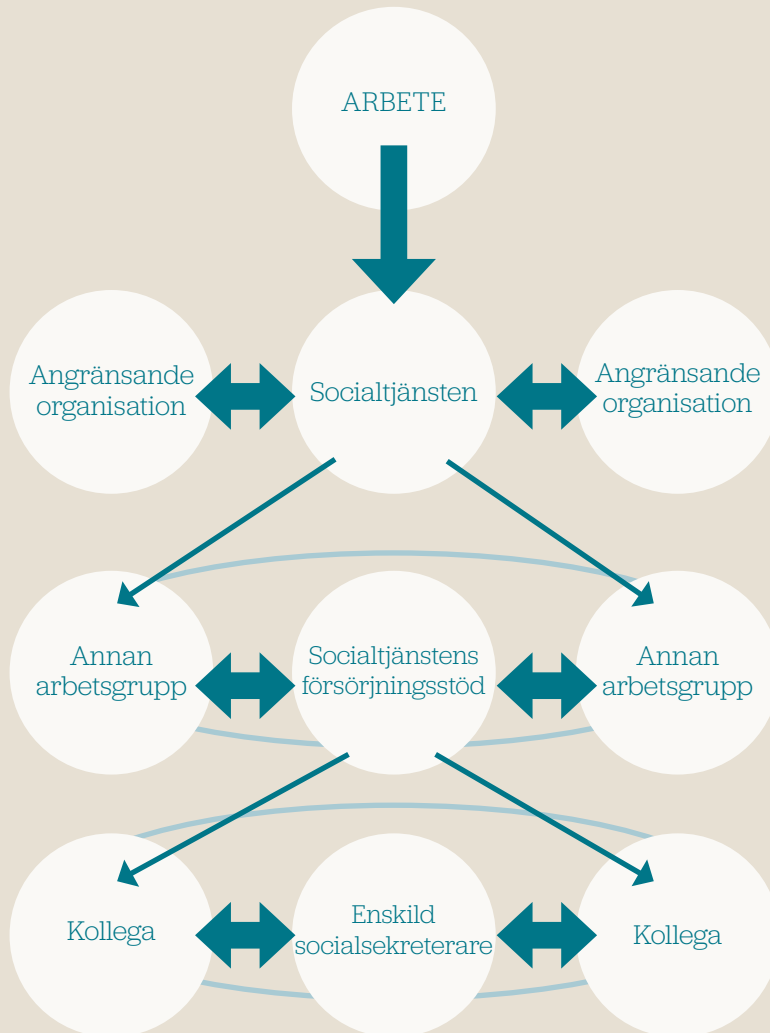 ARBETE
Angränsande
organisation
Socialtjänsten
Angränsande
organisation
Annan
arbetsgrupp
Socialtjänstens
försörjningsstöd
Annan
arbetsgrupp
Kollega
Enskild
socialsekreterare
Kollega